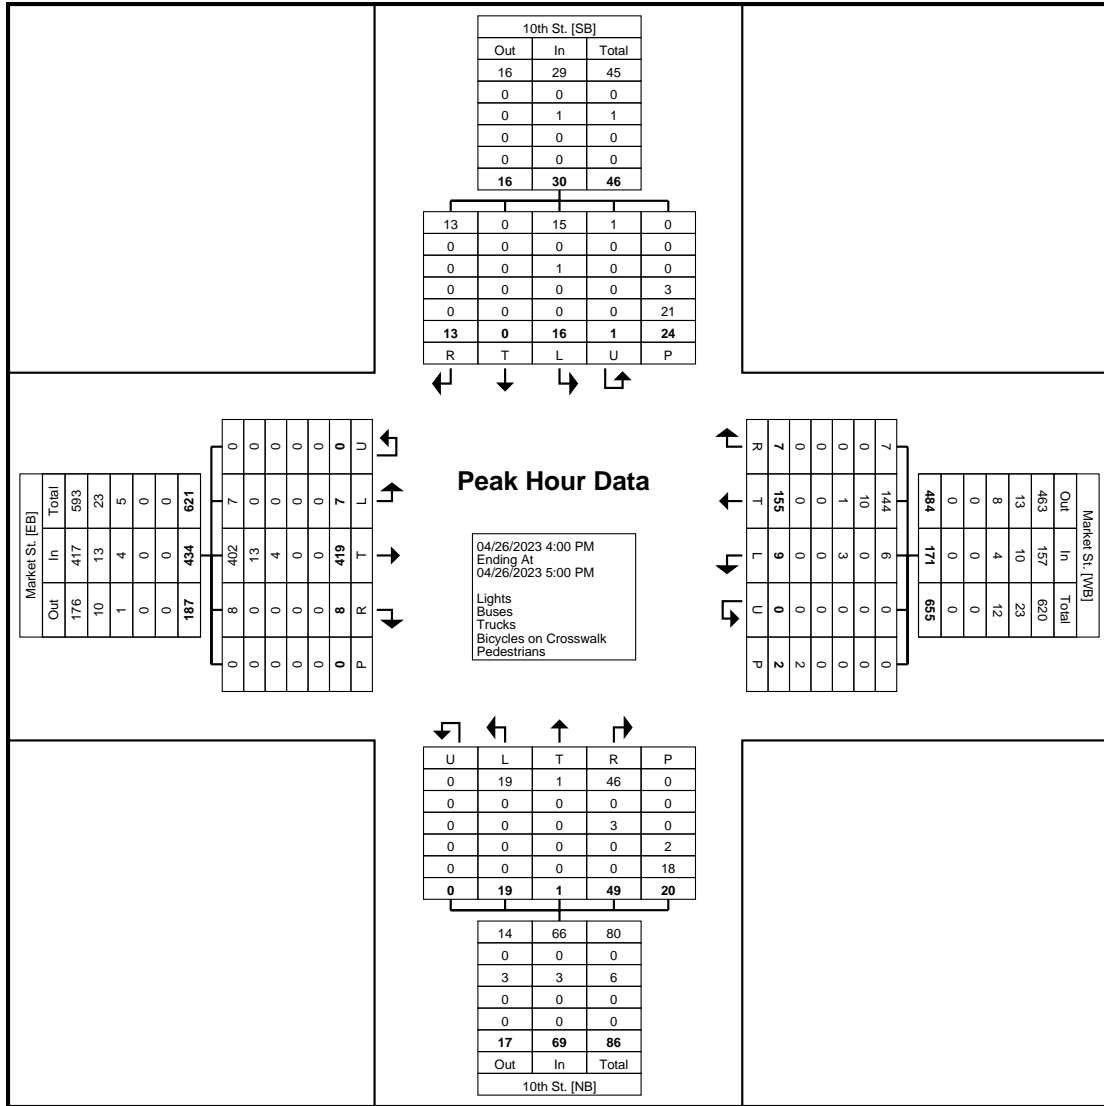 10th St. [SB]
Out In Total
16 29 45
0 0 0
0 1 1
0 0 0
0 0 0
16 30 46
13 0 15 1 0
0 0 0 0 0
0 0 1 0 0
0 0 0 0 3
0 0 0 0 21
13 0 16 1 24
R T L U P
Market St. [EB]
Total In Out
593 417 176
23 13 10
5 4 1
0 0 0
0 0 0
621 434 187
0 7 402 8 0
0 0 13 0 0
0 0 4 0 0
0 0 0 0 0
0 0 0 0 0
0 7 419 8 0
U L T R P
Peak Hour Data
04/26/2023 4:00 PM
Ending At
04/26/2023 5:00 PM
Lights
Buses
Trucks
Bicycles on Crosswalk
Pedestrians
R T L U P
7 155 9 0 2
0 0 0 0 2
0 0 0 0 0
0 1 3 0 0
0 10 0 0 0
7 144 6 0 0
484 171 655
0 0 0
0 0 0
8 4 12
13 10 23
463 157 620
Out In Total
Market St. [WB]
U L T R P
0 19 1 46 0
0 0 0 0 0
0 0 0 3 0
0 0 0 0 2
0 0 0 0 18
0 19 1 49 20
14 66 80
0 0 0
3 3 6
0 0 0
0 0 0
17 69 86
Out In Total
10th St. [NB]